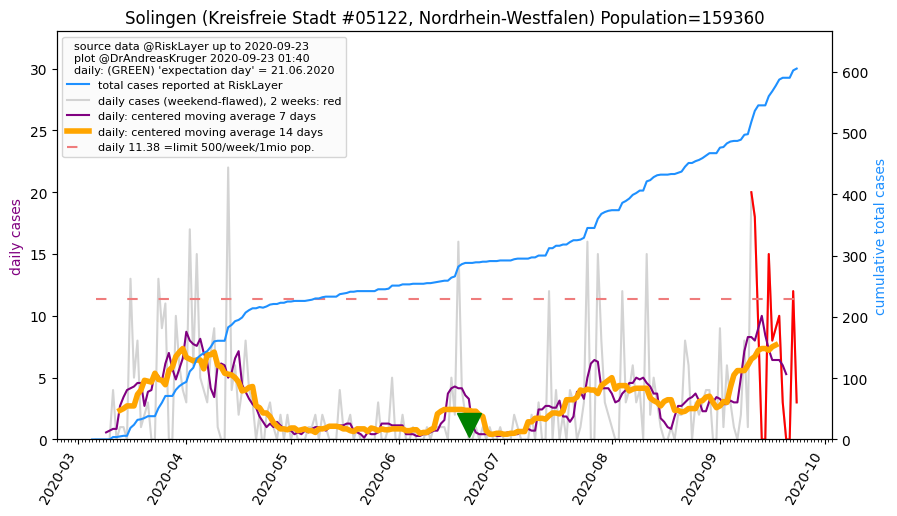 Solingen (Kreisfreie Stadt #05122, Nordrhein-Westfalen) Population=159360
source data @RiskLayer up to 2020-09-23
plot @DrAndreasKruger 2020-09-23 01:40
daily: (GREEN) 'expectation day' = 21.06.2020
total cases reported at RiskLayer
daily cases (weekend-flawed), 2 weeks: red
daily: centered moving average 7 days
daily: centered moving average 14 days
daily 11.38 =limit 500/week/1mio pop.
daily cases
30
25
20
15
10
5
0
cumulative total cases
600
500
400
300
200
100
0
2020-03
2020-04
2020-05
2020-06
2020-07
2020-08
2020-09
2020-10